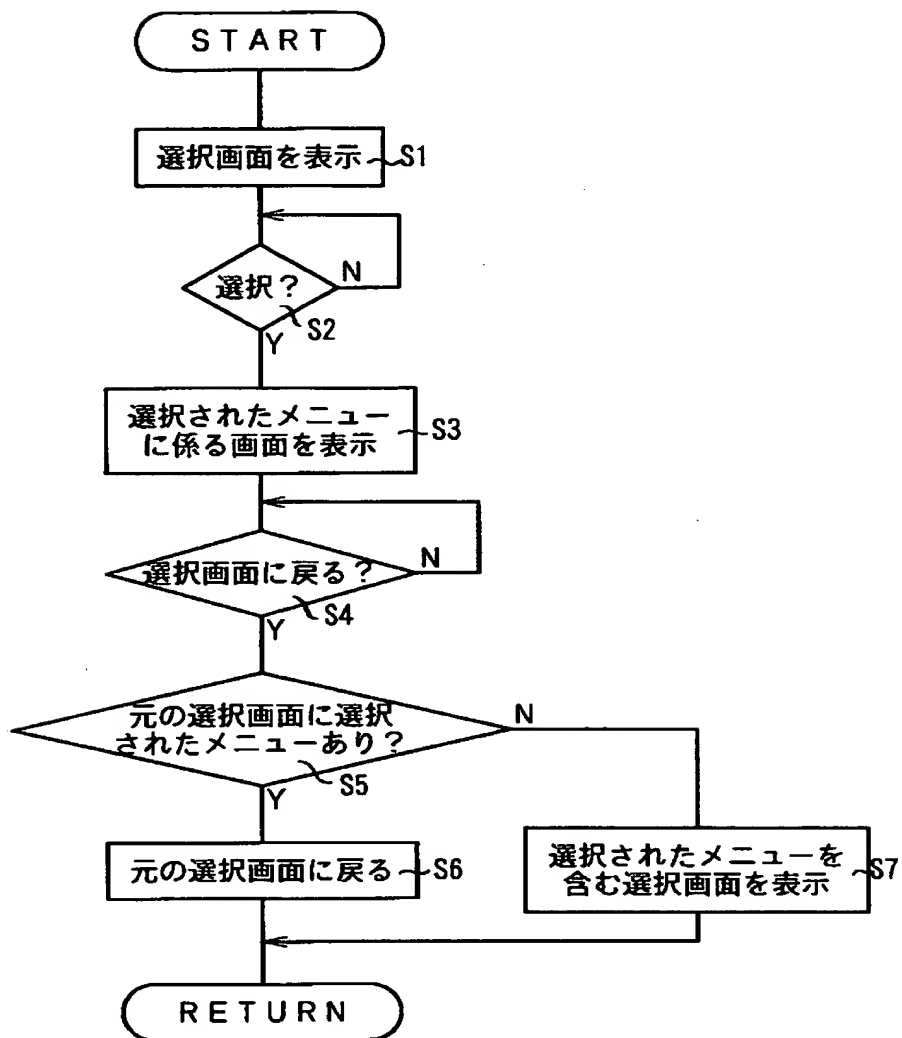 START
選択画面を表示
S1
選択？
N
S2
Y
選択されたメニュー
に係る画面を表示
S3
選択画面に戻る？
N
S4
Y
元の選択画面に選択
されたメニューあり？
N
S5
Y
元の選択画面に戻る
S6
選択されたメニューを
含む選択画面を表示
S7
RETURN